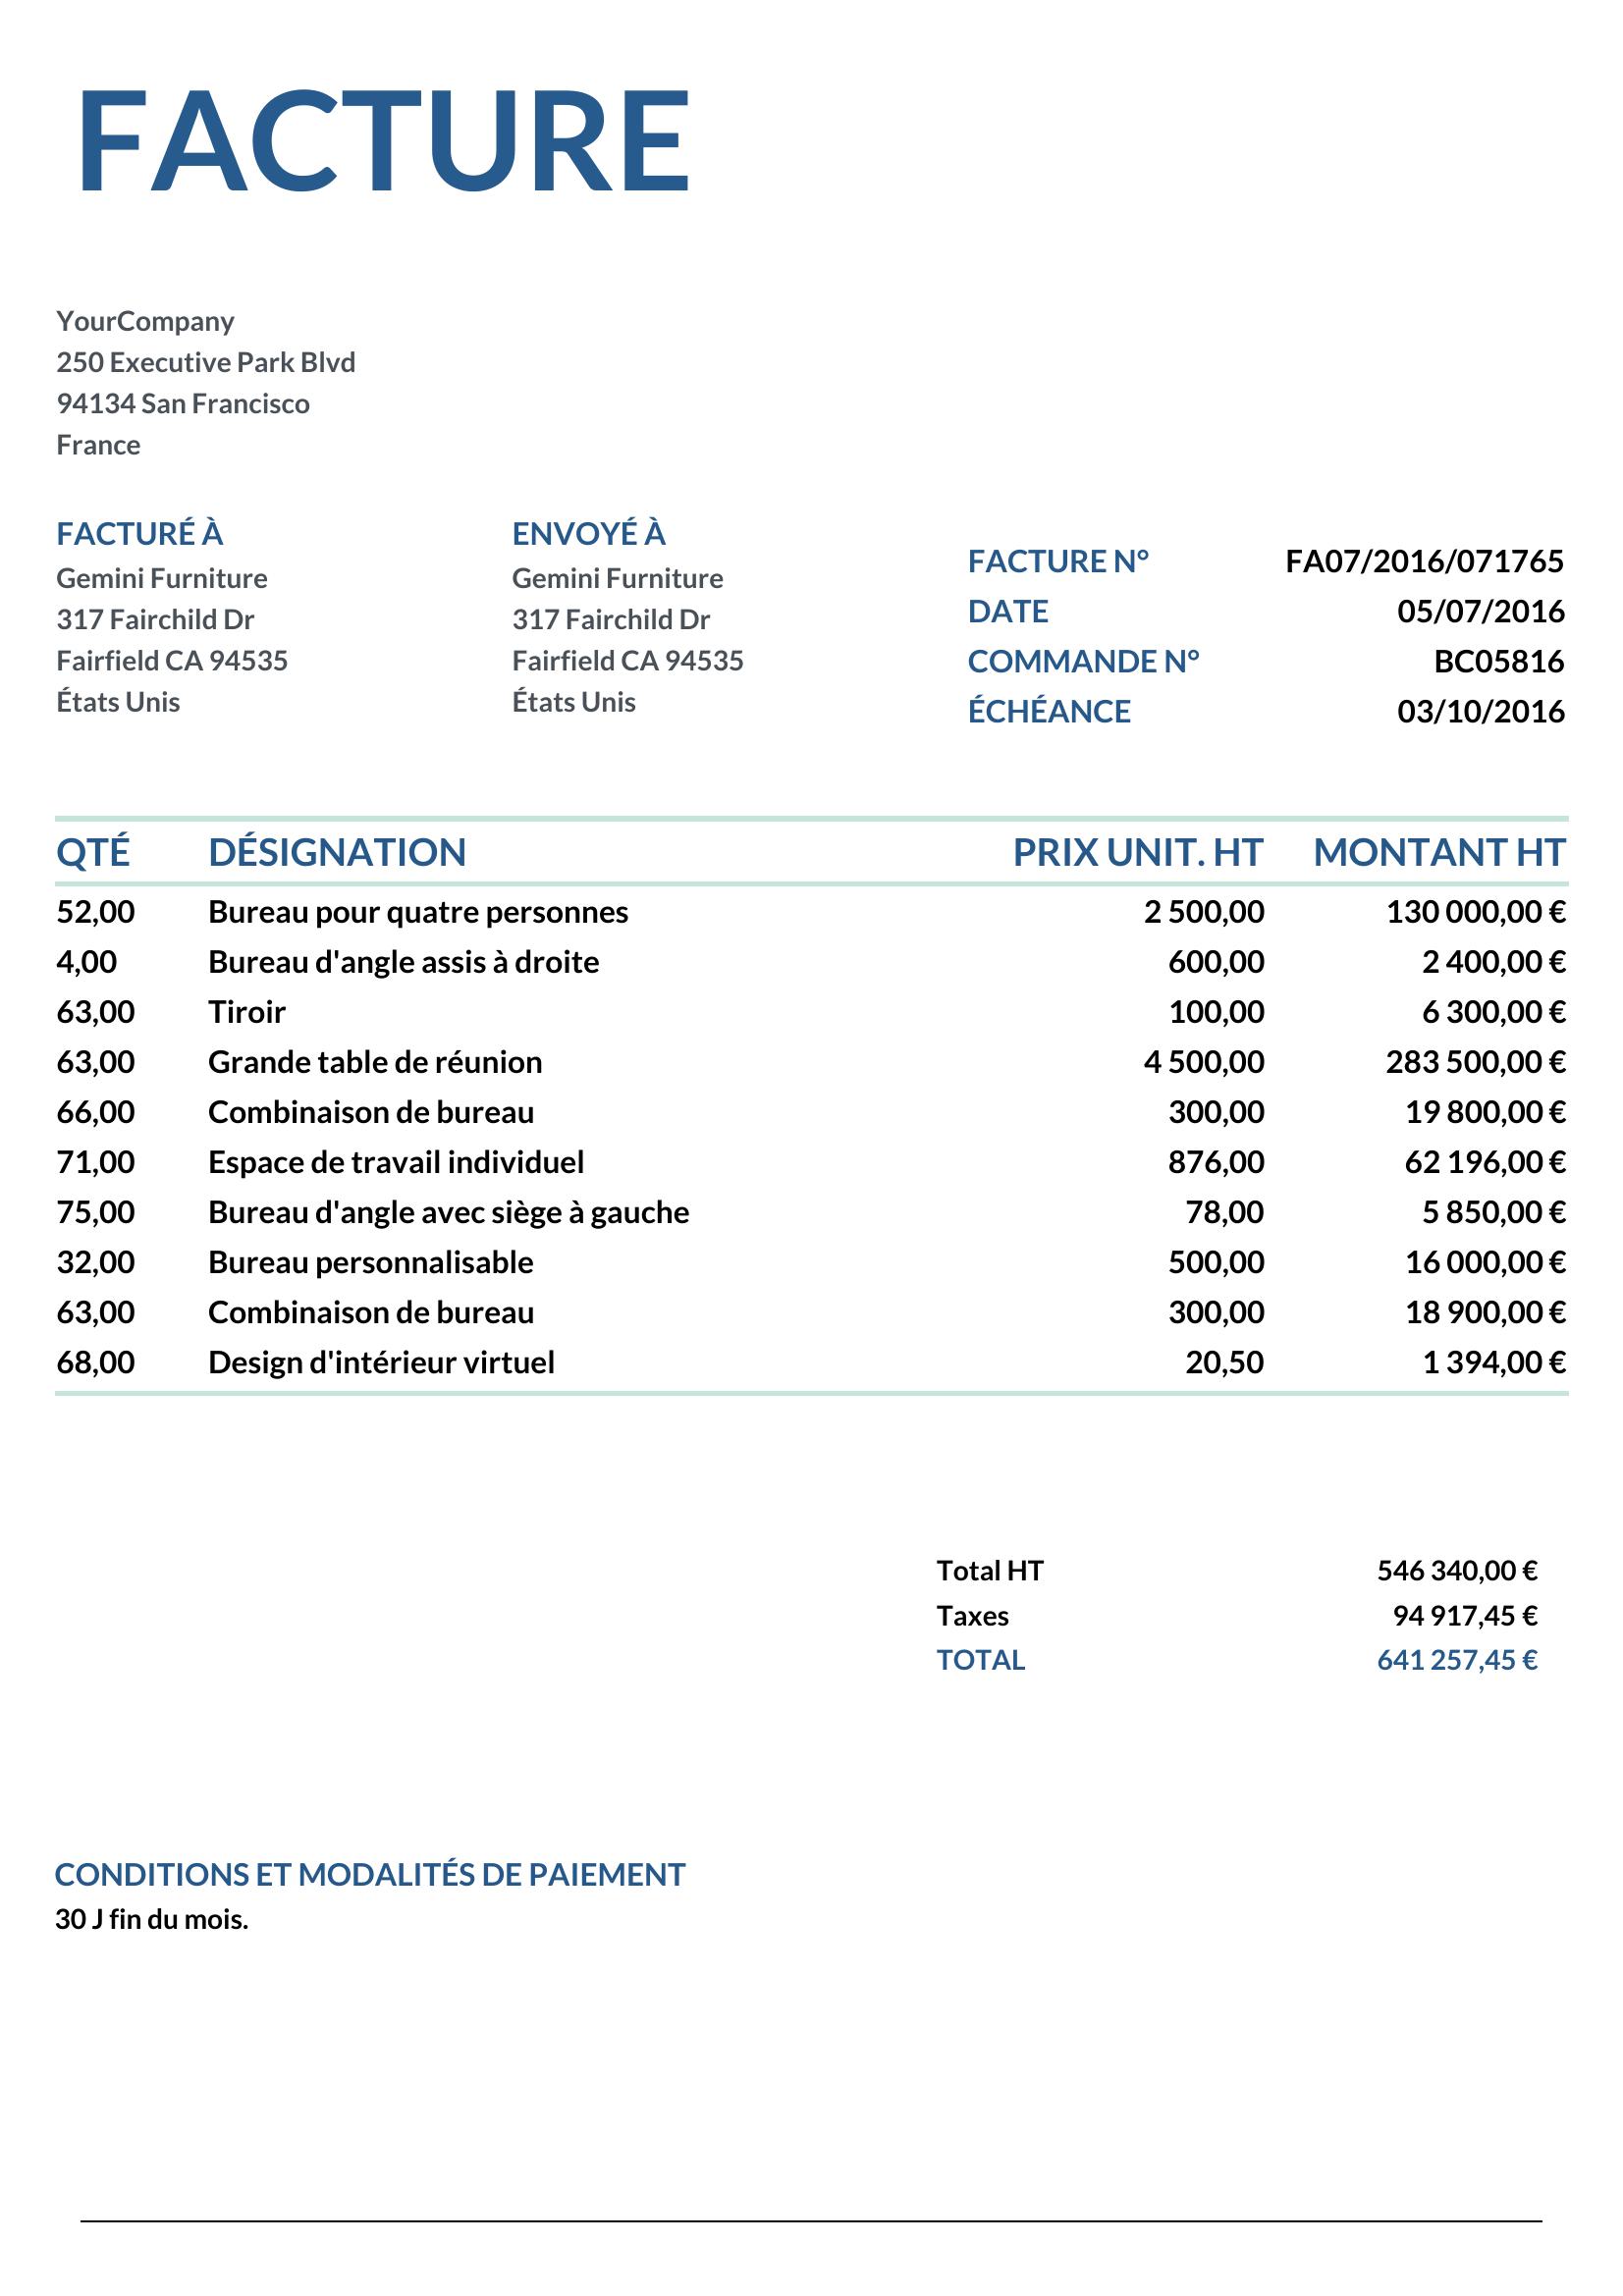 FACTURE
YourCompany
250 Executive Park Blvd
94134 San Francisco
France
FACTURÉ À
Gemini Furniture
317 Fairchild Dr
Fairfield CA 94535
États Unis
ENVOYÉ À
Gemini Furniture
317 Fairchild Dr
Fairfield CA 94535
États Unis
FACTURE N° FA07/2016/071765
DATE 05/07/2016
COMMANDE N° BC05816
ÉCHÉANCE 03/10/2016
QTÉ DÉSIGNATION PRIX UNIT. HT MONTANT HT
52,00 Bureau pour quatre personnes 2 500,00 130 000,00 €
4,00 Bureau d'angle assis à droite 600,00 2 400,00 €
63,00 Tiroir 100,00 6 300,00 €
63,00 Grande table de réunion 4 500,00 283 500,00 €
66,00 Combinaison de bureau 300,00 19 800,00 €
71,00 Espace de travail individuel 876,00 62 196,00 €
75,00 Bureau d'angle avec siège à gauche 78,00 5 850,00 €
32,00 Bureau personnalisable 500,00 16 000,00 €
63,00 Combinaison de bureau 300,00 18 900,00 €
68,00 Design d'intérieur virtuel 20,50 1 394,00 €
Total HT 546 340,00 €
Taxes 94 917,45 €
TOTAL 641 257,45 €
CONDITIONS ET MODALITÉS DE PAIEMENT
30 J fin du mois.